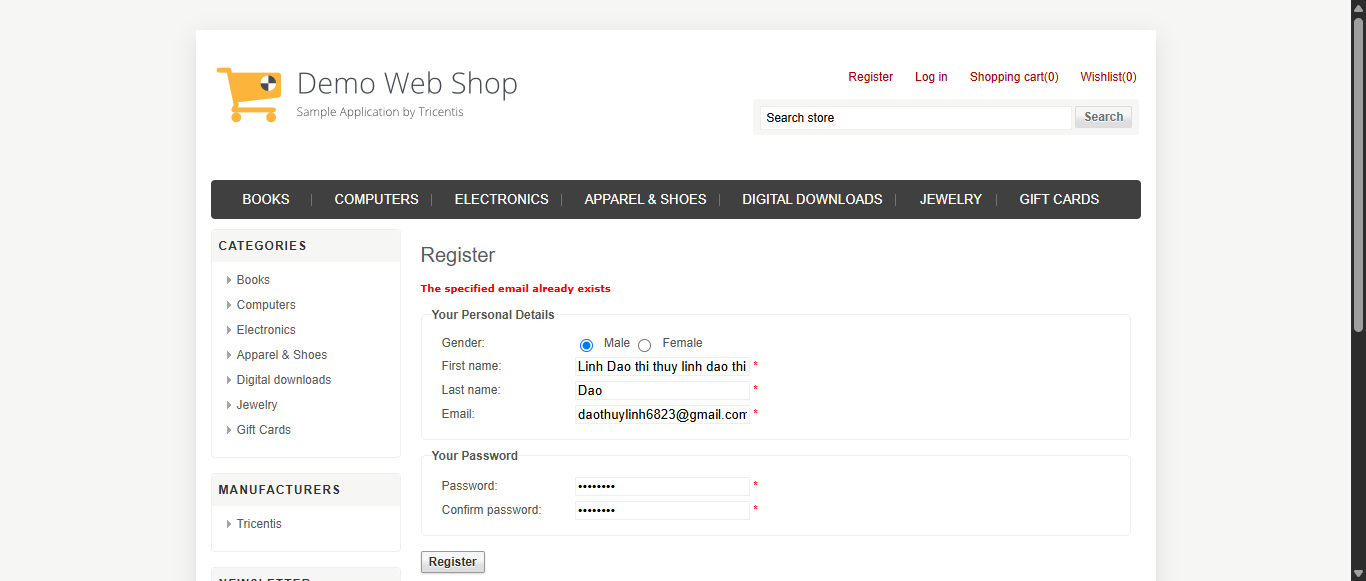 Demo Web Shop
Sample Application by Tricentis
Register Log in Shopping cart(0) Wishlist(0)
Search store Search
BOOKS COMPUTERS ELECTRONICS APPAREL & SHOES DIGITAL DOWNLOADS JEWELRY GIFT CARDS
CATEGORIES
Books
Computers
Electronics
Apparel & Shoes
Digital downloads
Jewelry
Gift Cards
MANUFACTURERS
Tricentis
NEWSLETTER
Register
The specified email already exists
Your Personal Details
Gender: Male Female
First name: Linh Dao thi thuy linh dao thi *
Last name: Dao *
Email: daothuylinh6823@gmail.com *
Your Password
Password: •••••••• *
Confirm password: •••••••• *
Register